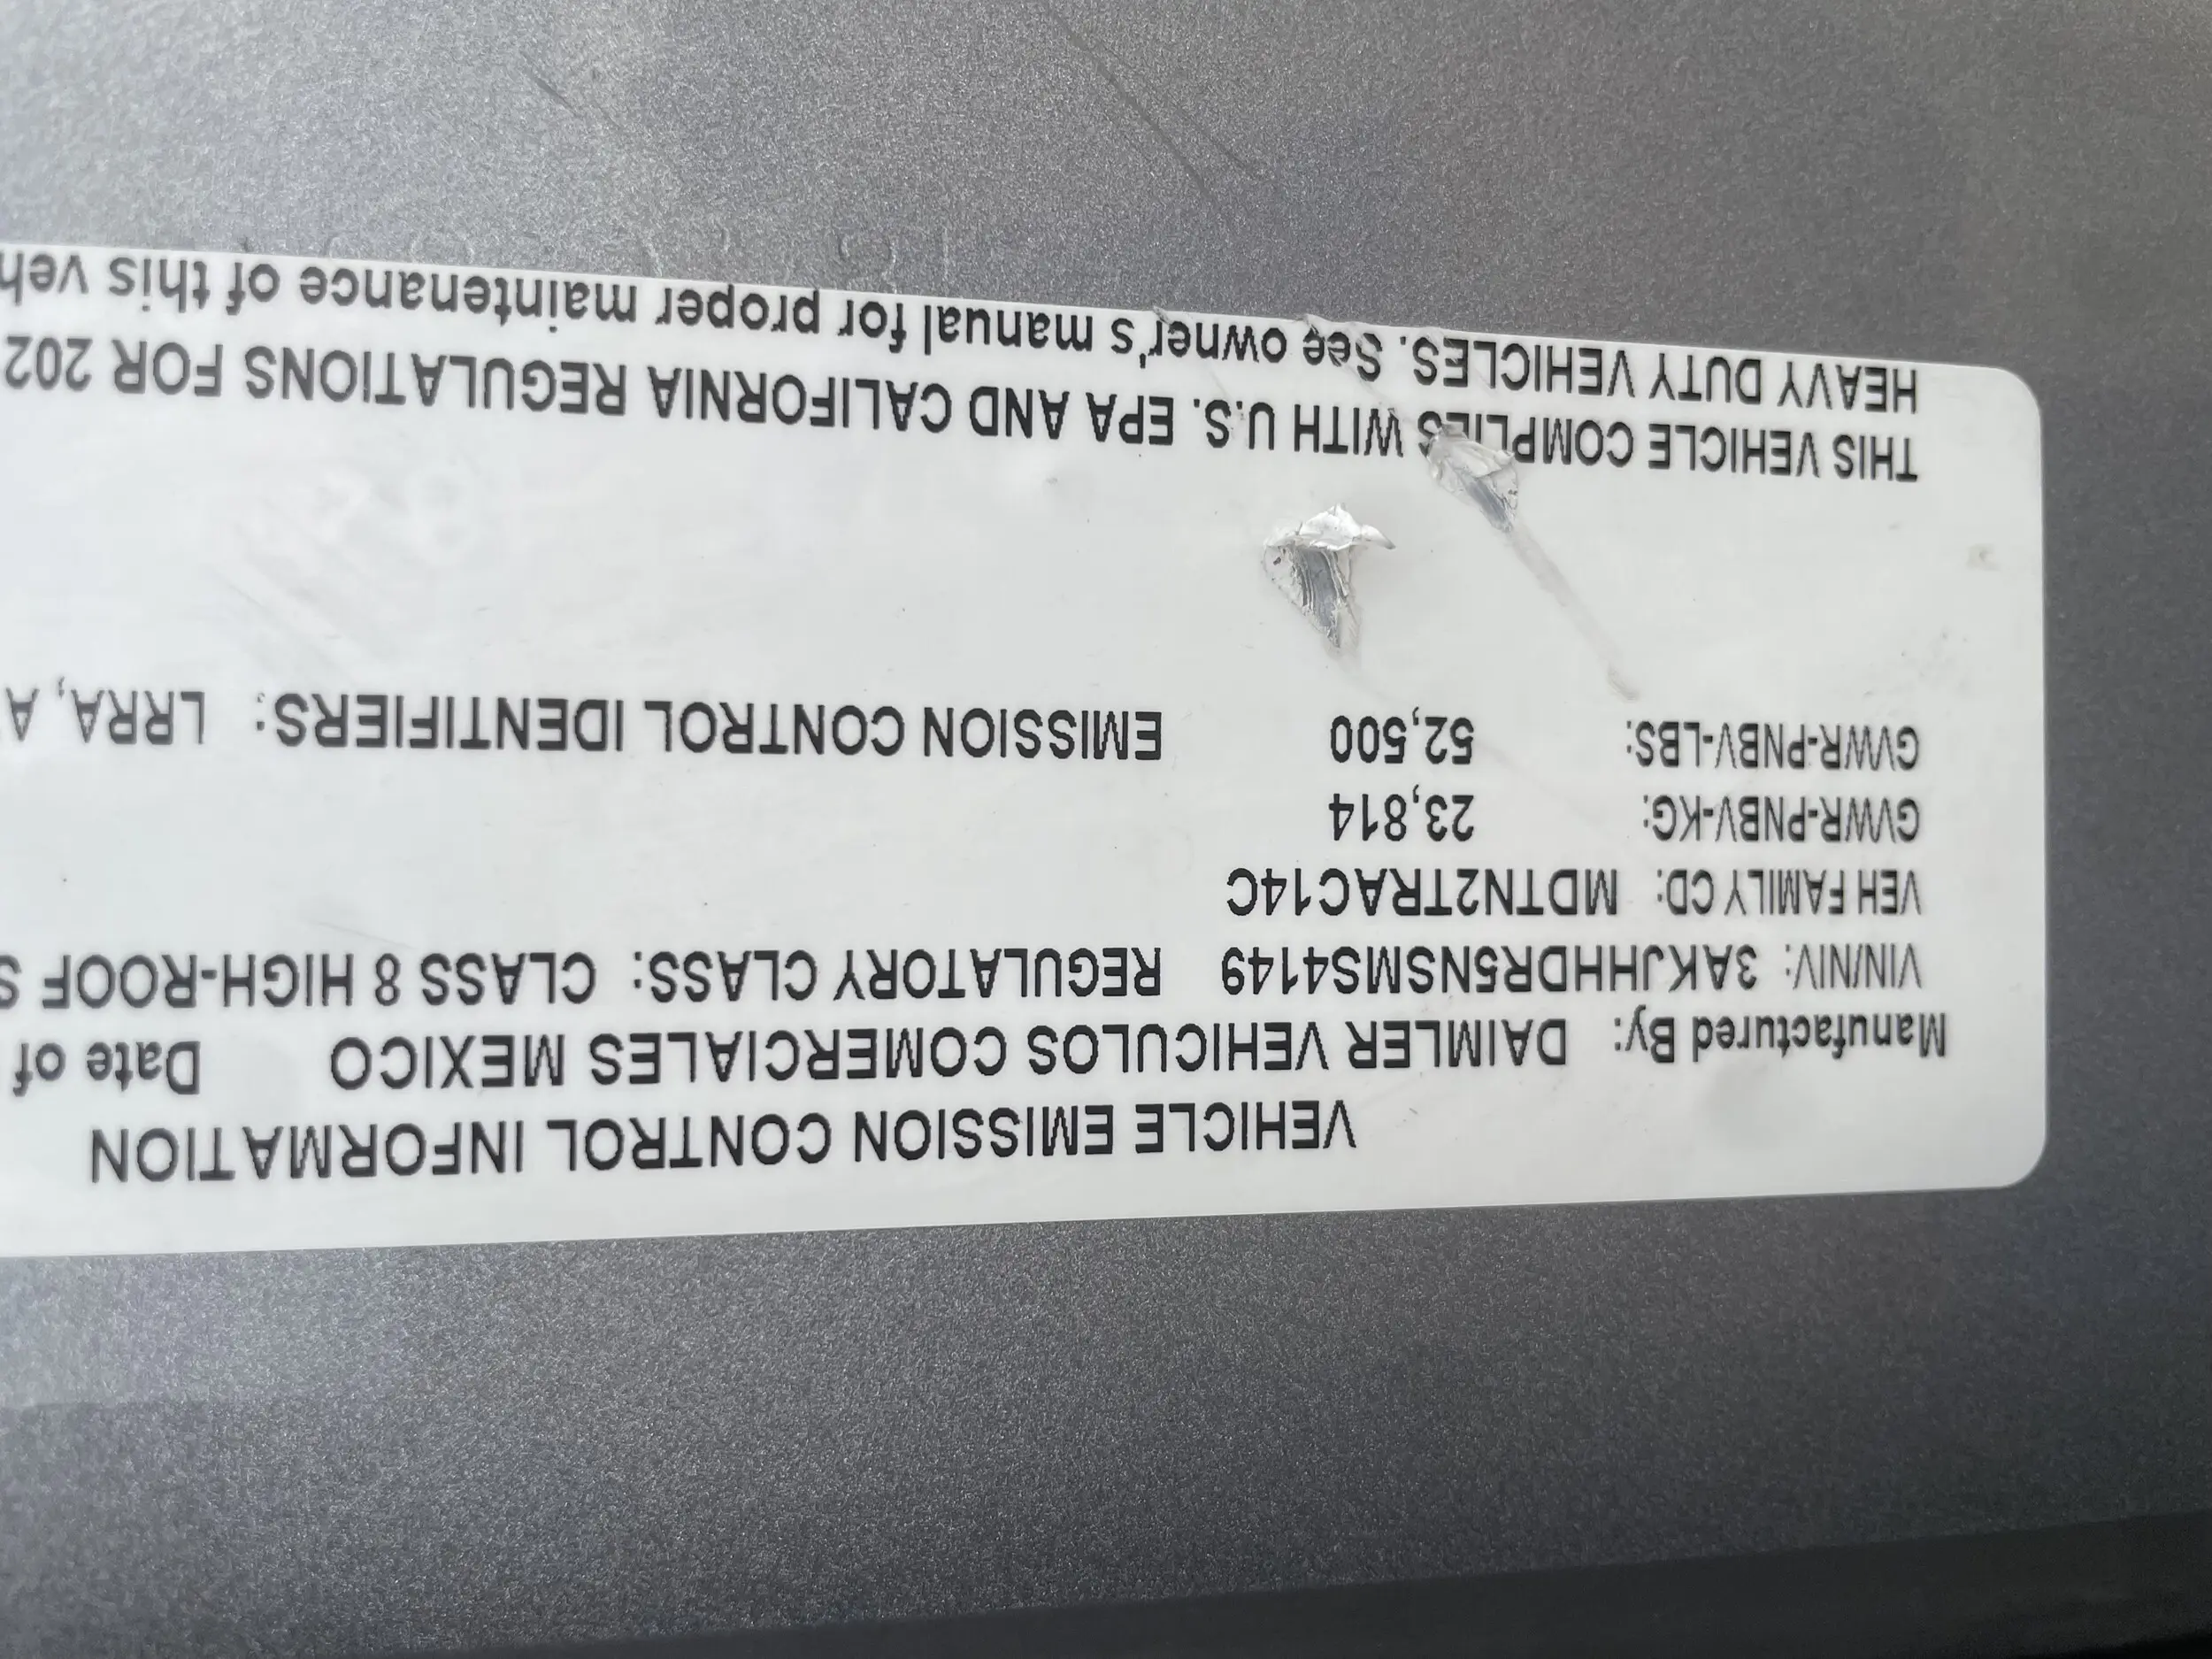 VEHICLE EMISSION CONTROL INFORMATION
Manufactured By: DAIMLER VEHICULOS COMERCIALES MEXICO Date of
VIN/NIV: 3AKJHHDR5NSMS4149 REGULATORY CLASS: CLASS 8 HIGH-ROOF S
VEH FAMILY CD: MDTN2TRAC14C
GVWR-PNBV-KG: 23,814
GVWR-PNBV-LBS: 52,500 EMISSION CONTROL IDENTIFIERS: LRRA, A
THIS VEHICLE COMPLIES WITH U.S. EPA AND CALIFORNIA REGULATIONS FOR 202
HEAVY DUTY VEHICLES. See owner's manual for proper maintenance of this veh